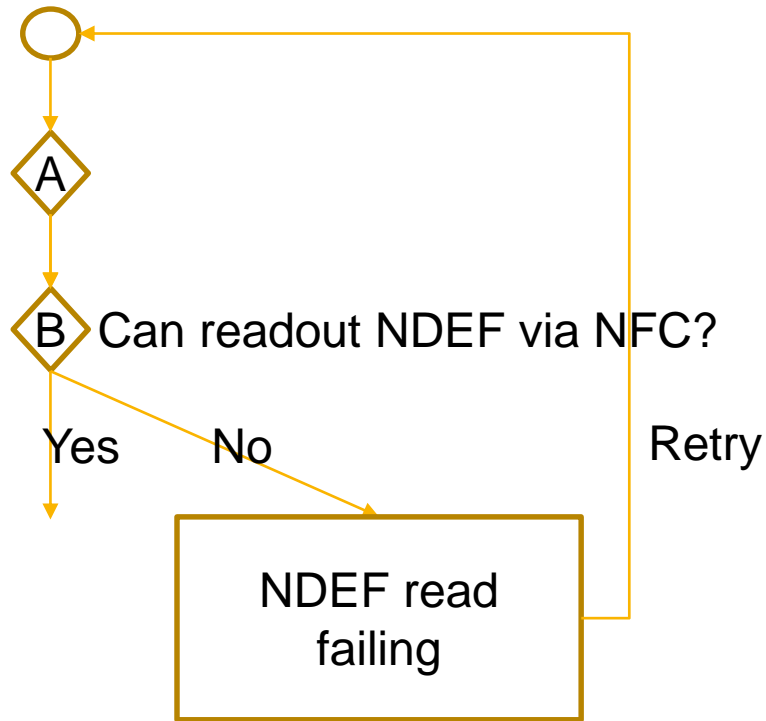 A
B Can readout NDEF via NFC?
Yes No Retry
NDEF read
failing